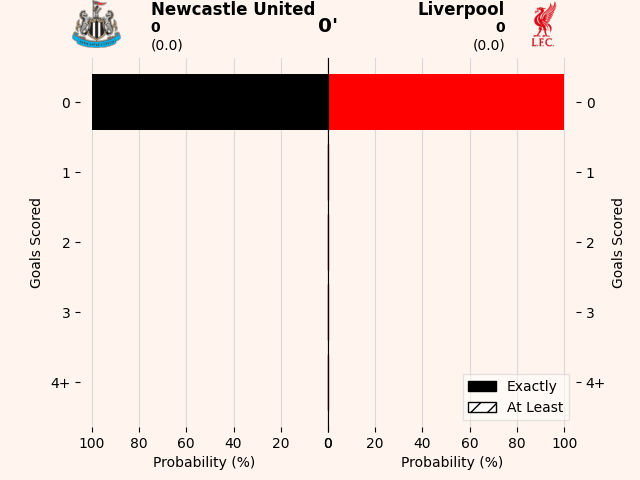 Newcastle United
0
(0.0)
0'
Liverpool
0
(0.0)
L.F.C.
Goals Scored
0
1
2
3
4+
0
1
2
3
4+
Goals Scored
Exactly
At Least
100 80 60 40 20 0
0 20 40 60 80 100
Probability (%)
Probability (%)